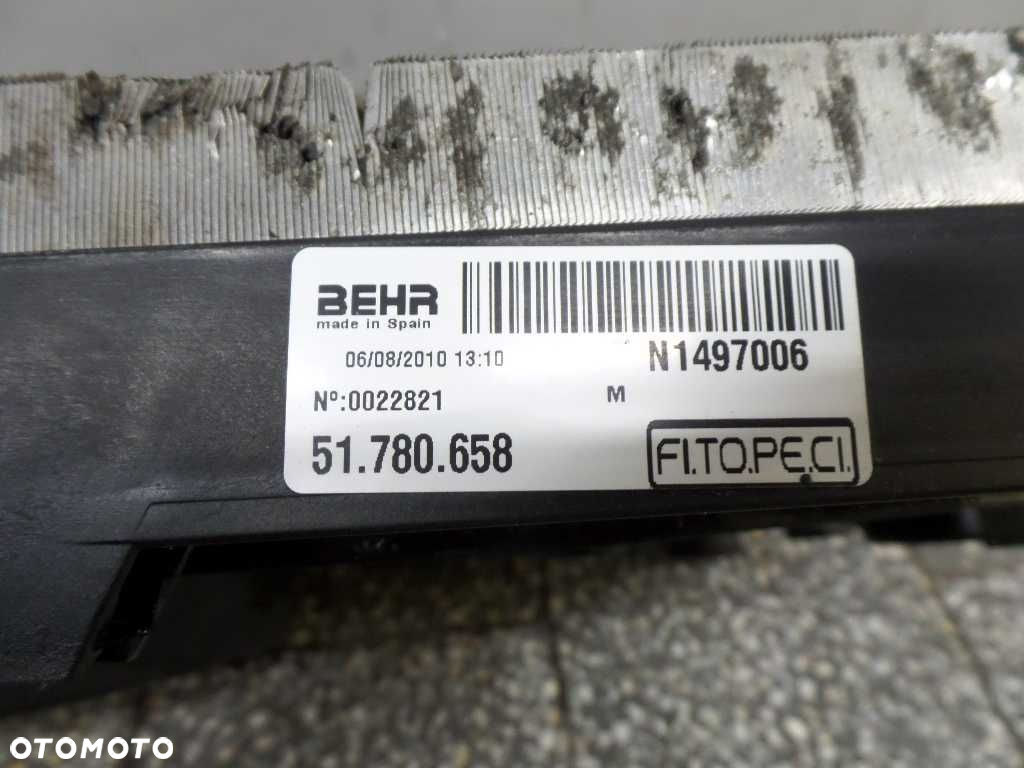 BEHR
made in Spain
06/08/2010 13:10
N1497006
Nº:0022821
M
51.780.658
FI.TO.PE.CI.
OTOMOTO